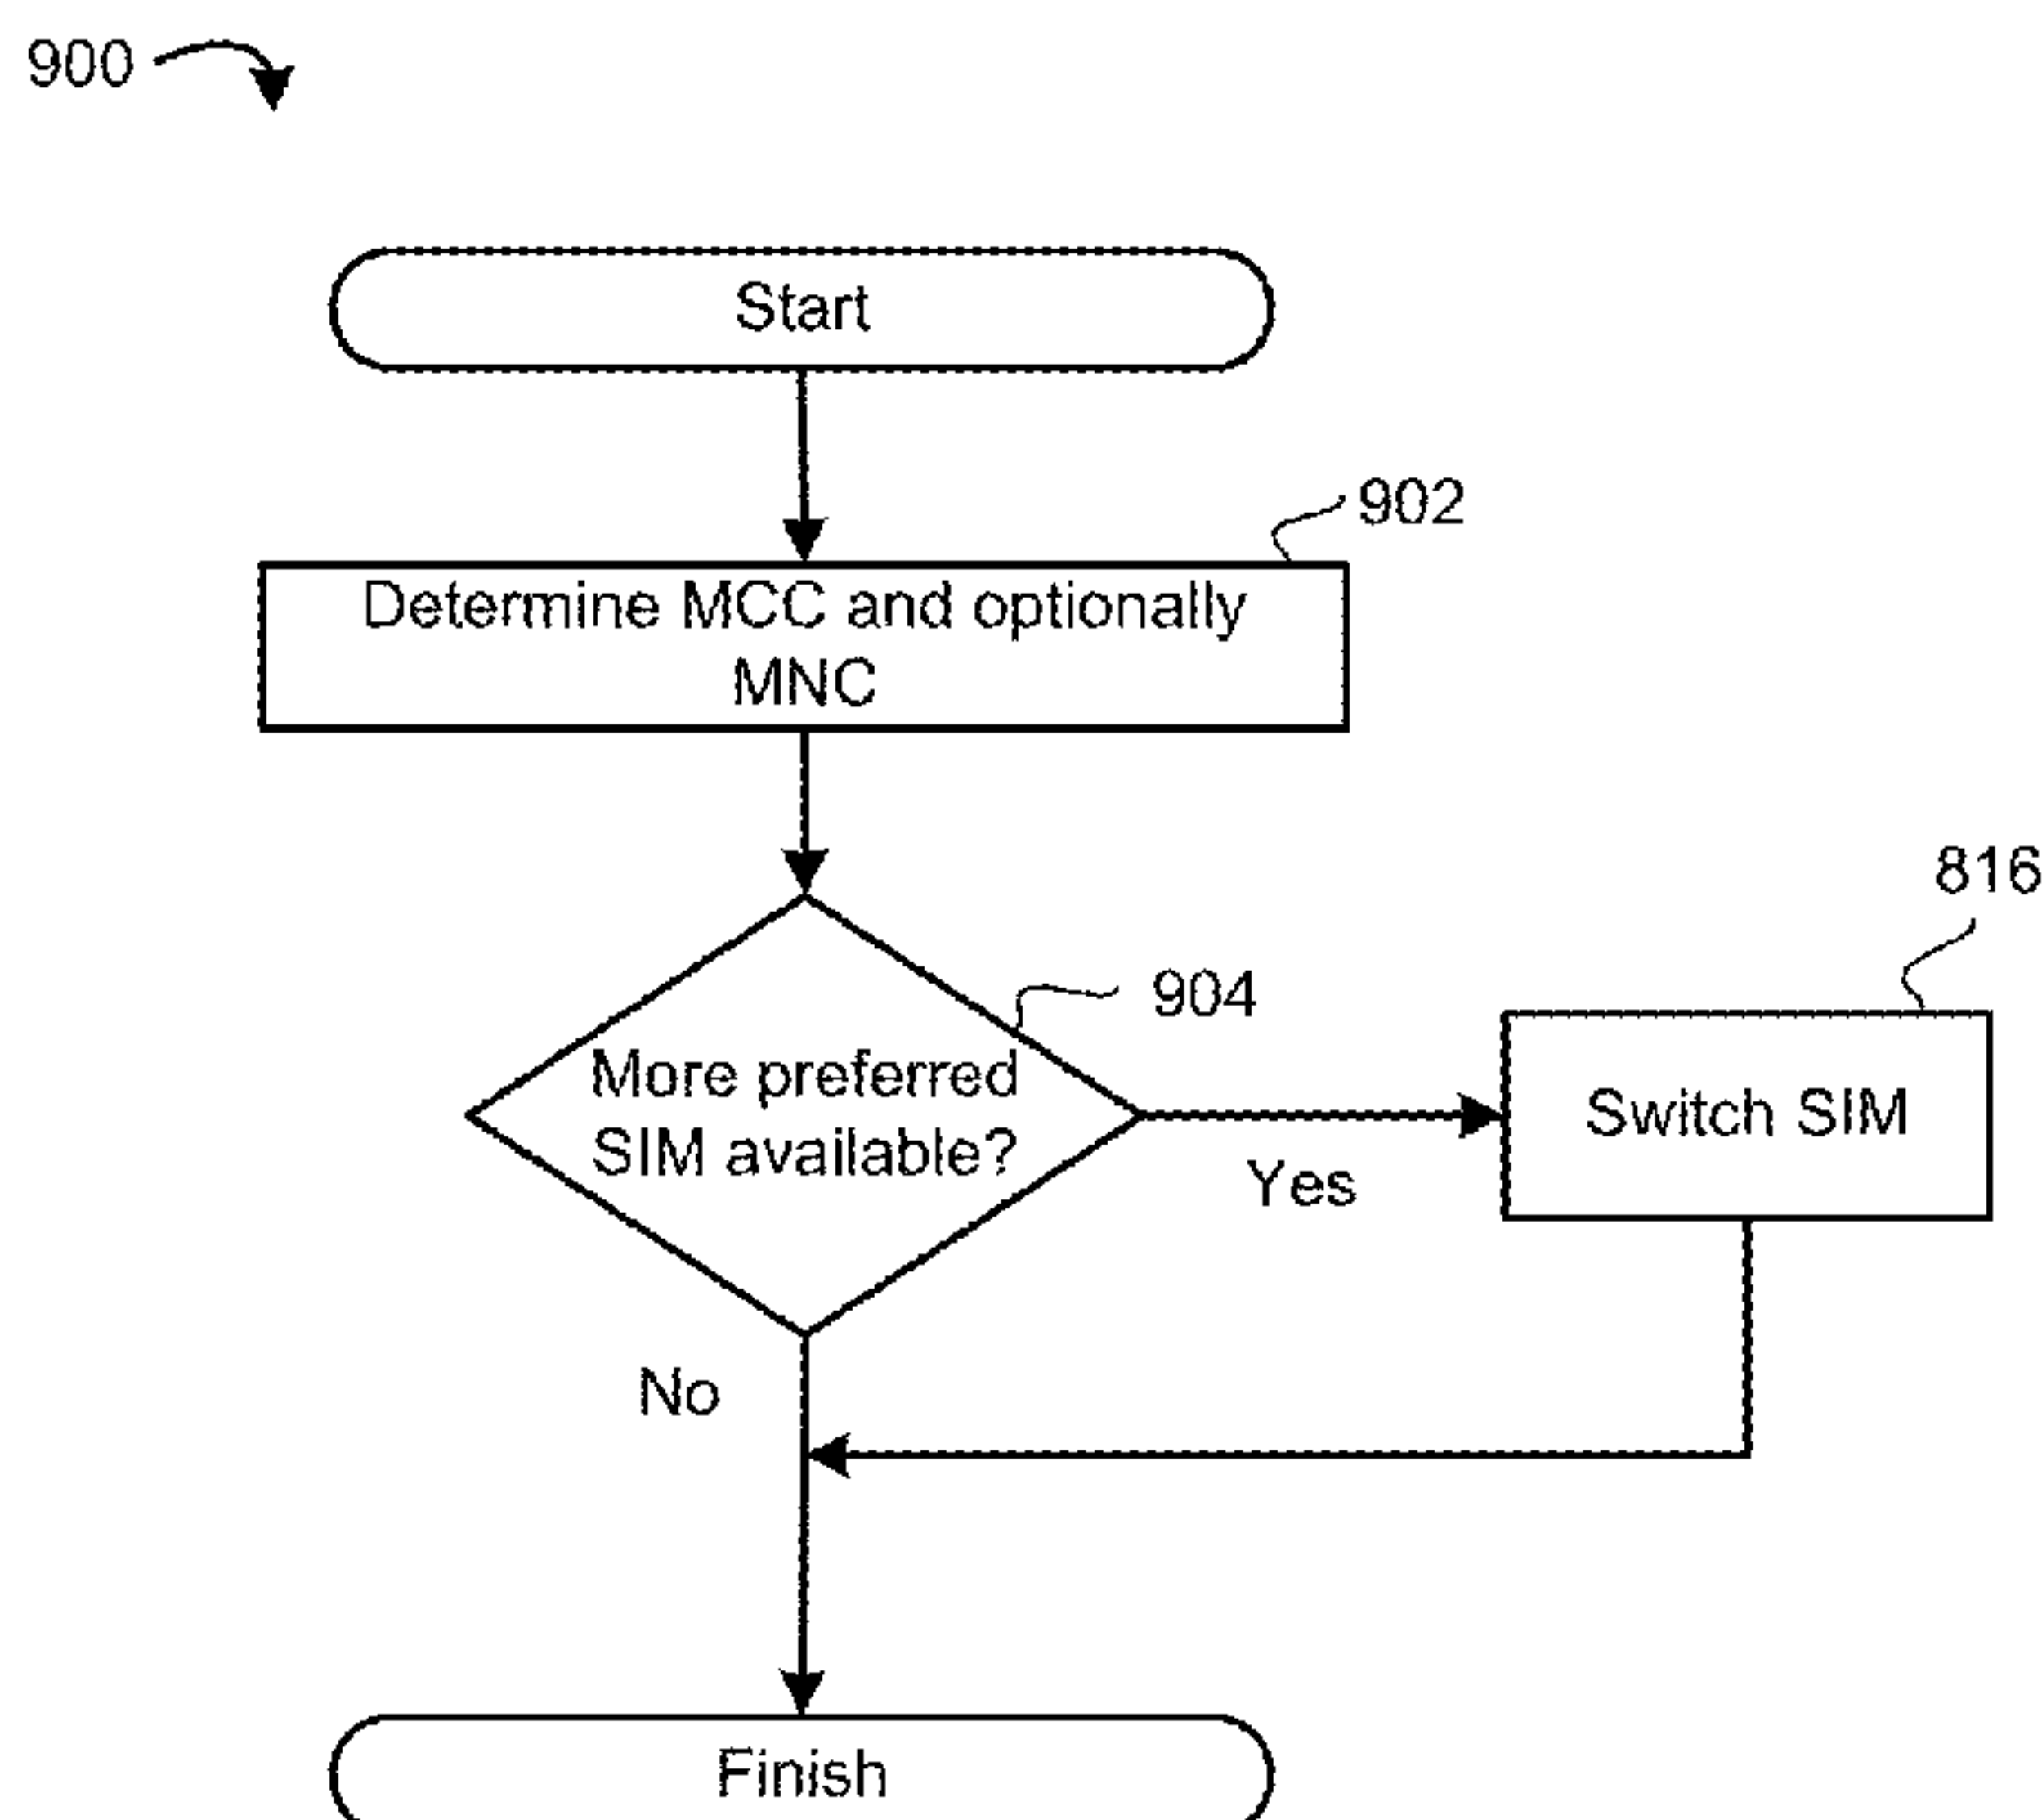 900
Start
902
Determine MCC and optionally
MNC
816
904
More preferred
SIM available?
Switch SIM
Yes
No
Finish